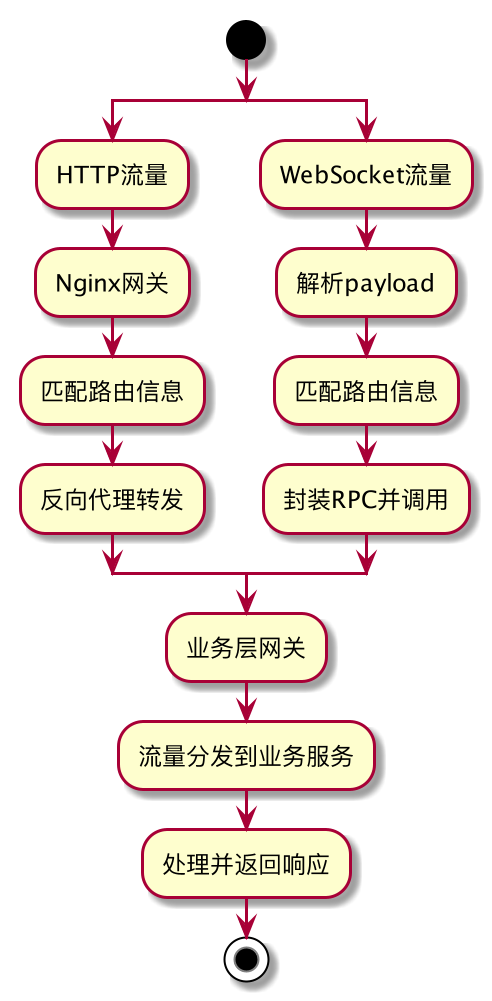 HTTP流量
WebSocket流量
Nginx网关
解析payload
匹配路由信息
匹配路由信息
反向代理转发
封装RPC并调用
业务层网关
流量分发到业务服务
处理并返回响应